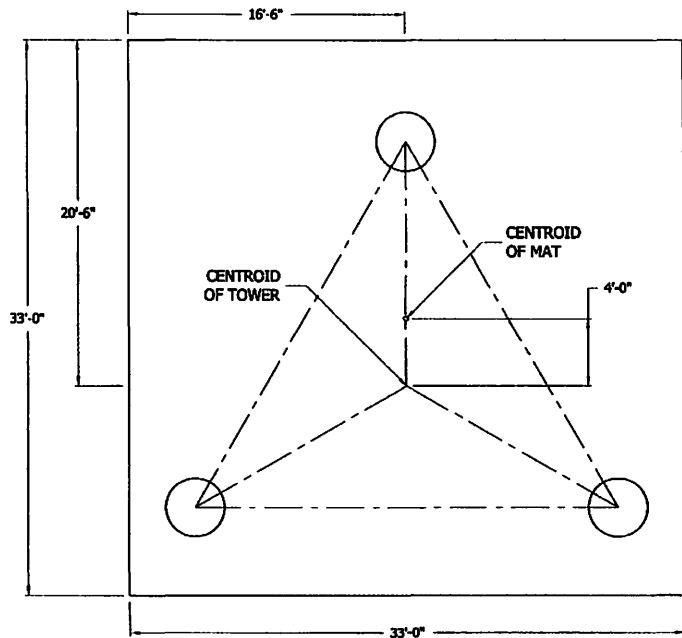 16'-6"
20'-6"
CENTROID
OF MAT
CENTROID
OF TOWER
4'-0"
33'-0"
33'-0"